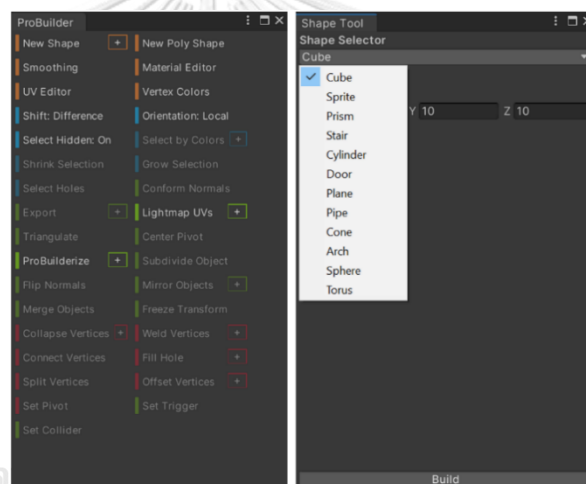 ProBuilder
New Shape +
New Poly Shape
Smoothing
Material Editor
UV Editor
Vertex Colors
Shift: Difference
Orientation: Local
Select Hidden: On
Select by Colors +
Shrink Selection
Grow Selection
Select Holes
Conform Normals
Export +
Lightmap UVs +
Triangulate
Center Pivot
ProBuilderize +
Subdivide Object
Flip Normals
Mirror Objects +
Merge Objects
Freeze Transform
Collapse Vertices +
Weld Vertices +
Connect Vertices
Fill Hole +
Split Vertices
Offset Vertices +
Set Pivot
Set Trigger
Set Collider
Shape Tool
Shape Selector
Cube
Cube
Sprite
Prism
Y 10 Z 10
Stair
Cylinder
Door
Plane
Pipe
Cone
Arch
Sphere
Torus
Build